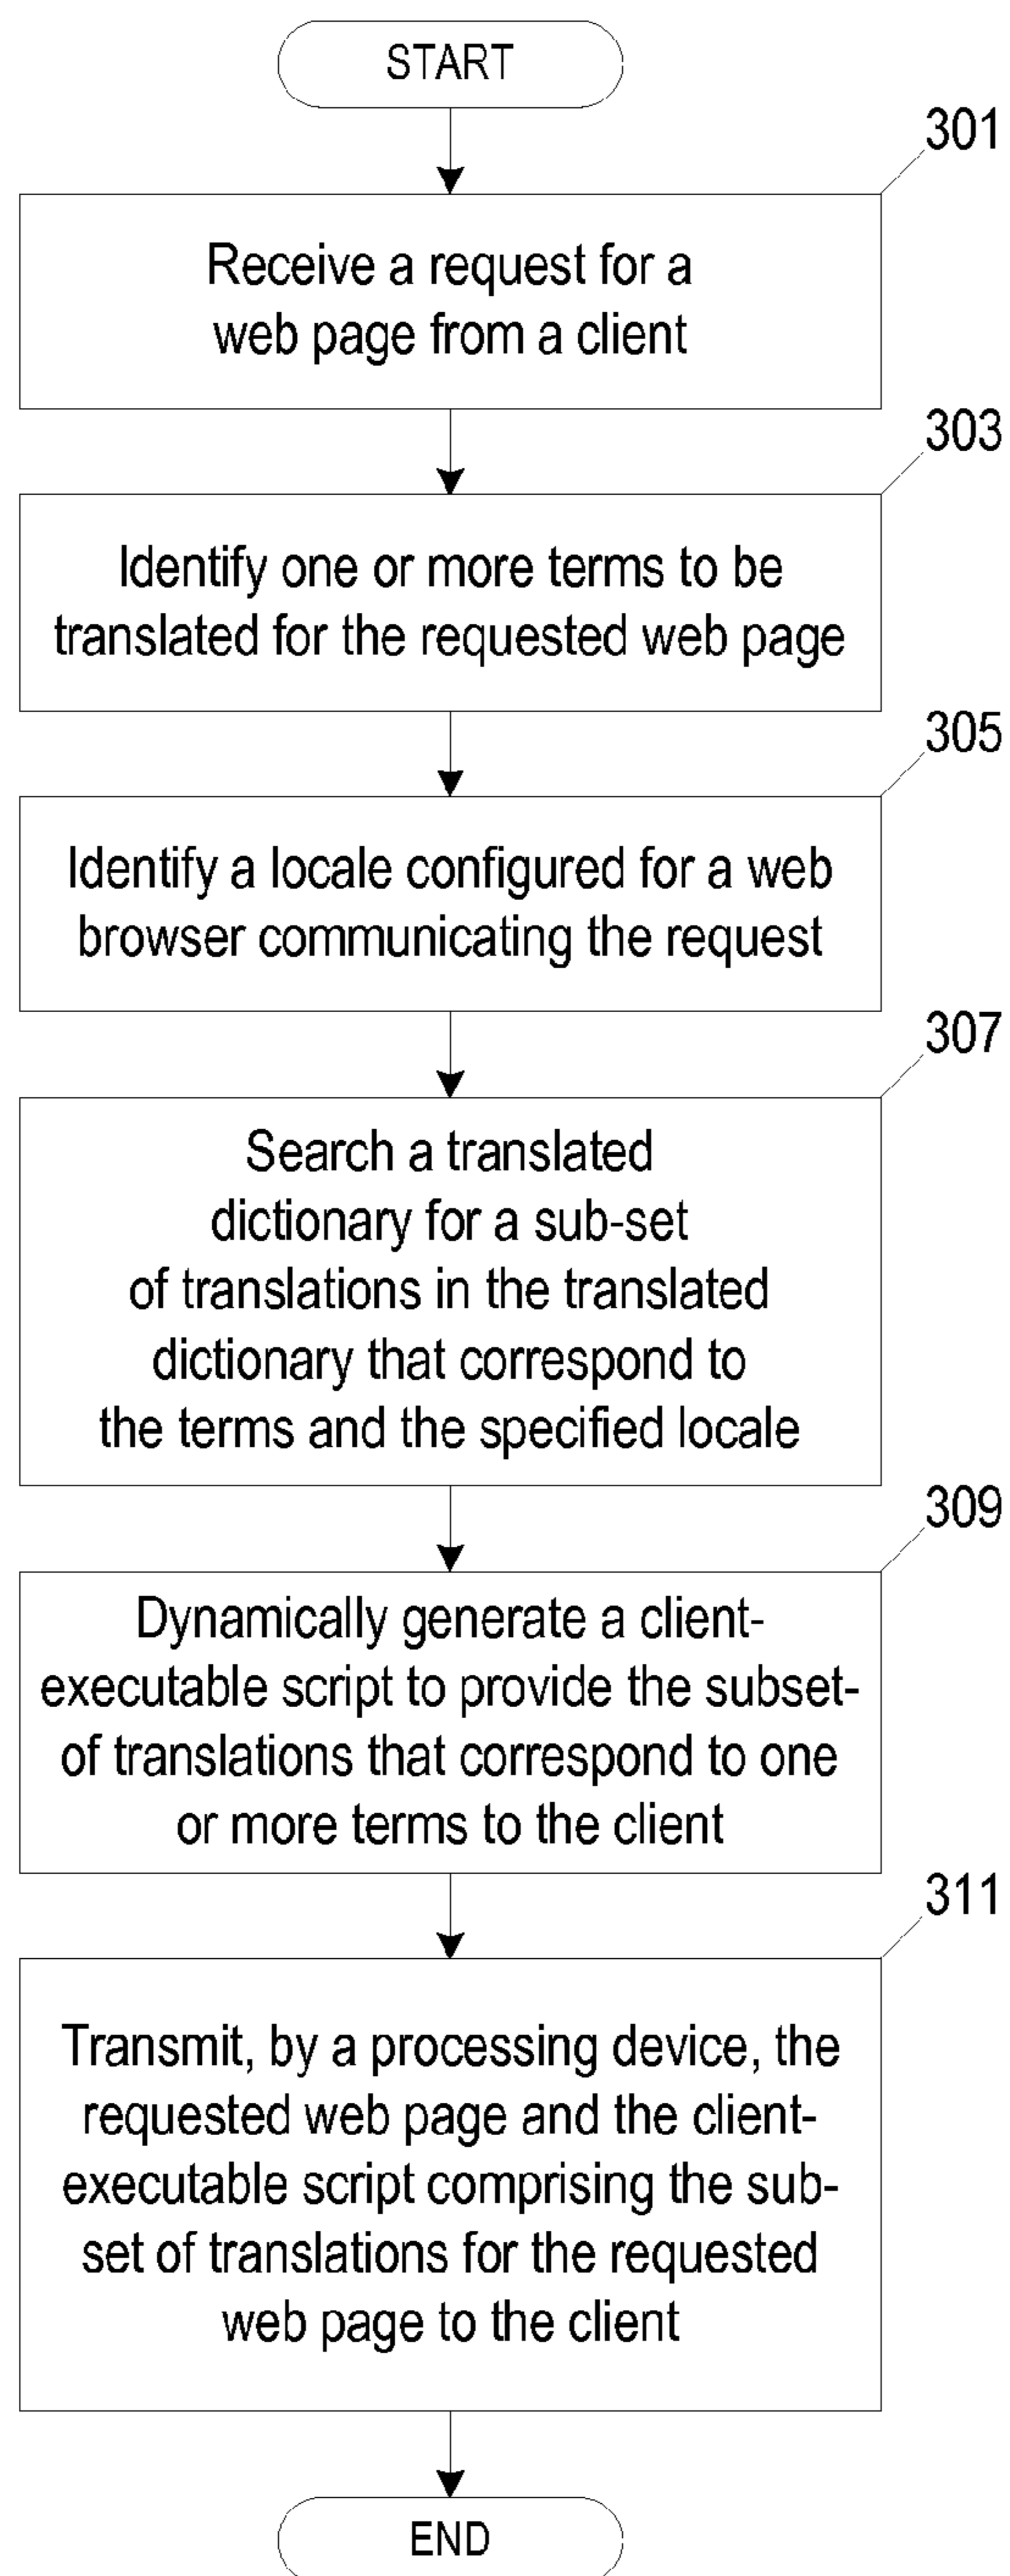 START
301
Receive a request for a
web page from a client
303
Identify one or more terms to be
translated for the requested web page
305
Identify a locale configured for a web
browser communicating the request
307
Search a translated
dictionary for a sub-set
of translations in the translated
dictionary that correspond to
the terms and the specified locale
309
Dynamically generate a client-
executable script to provide the subset-
of translations that correspond to one
or more terms to the client
311
Transmit, by a processing device, the
requested web page and the client-
executable script comprising the sub-
set of translations for the requested
web page to the client
END